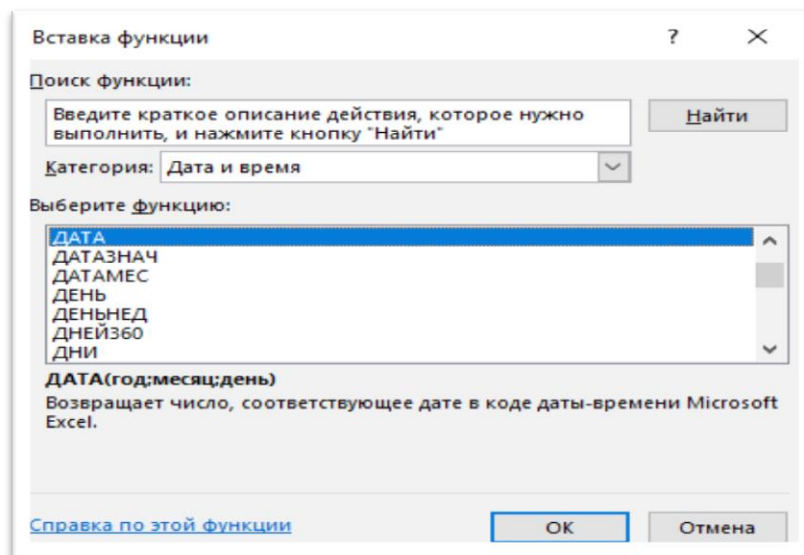 Вставка функции
Поиск функции:
Введите краткое описание действия, которое нужно
выполнить, и нажмите кнопку "Найти"
Найти
Категория: Дата и время
Выберите функцию:
ДАТА
ДАТАЗНАЧ
ДАТАМЕС
ДЕНЬ
ДЕНЬНЕД
ДНЕЙ360
ДНИ
ДАТА(год;месяц;день)
Возвращает число, соответствующее дате в коде даты-времени Microsoft
Excel.
Справка по этой функции
ОК
Отмена